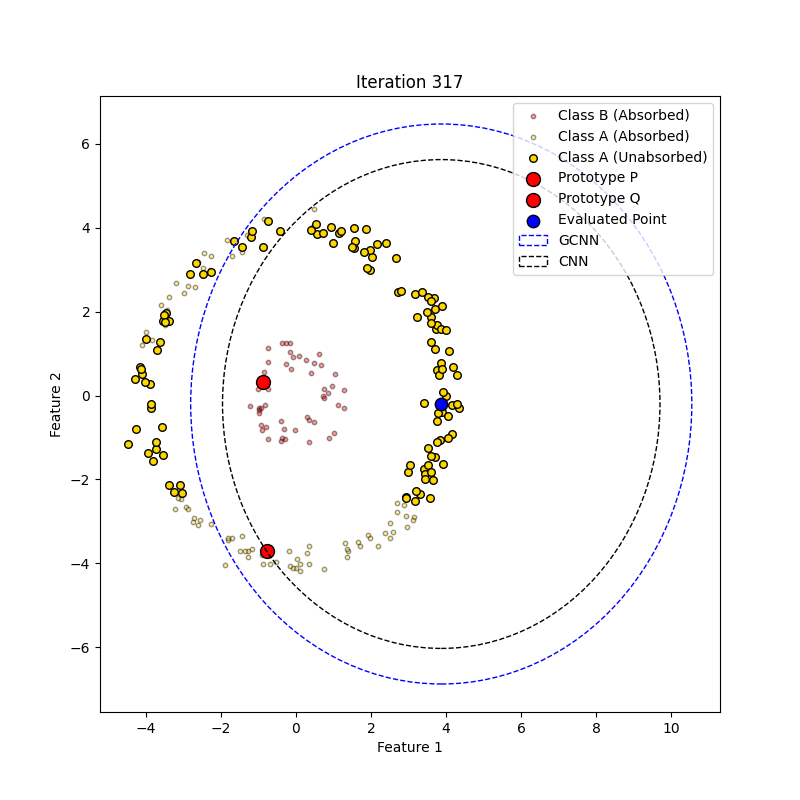 Iteration 317
Class B (Absorbed)
Class A (Absorbed)
Class A (Unabsorbed)
Prototype P
Prototype Q
Evaluated Point
GCNN
CNN
6
4
2
0
−2
−4
−6
Feature 2
−4 −2 0 2 4 6 8 10
Feature 1